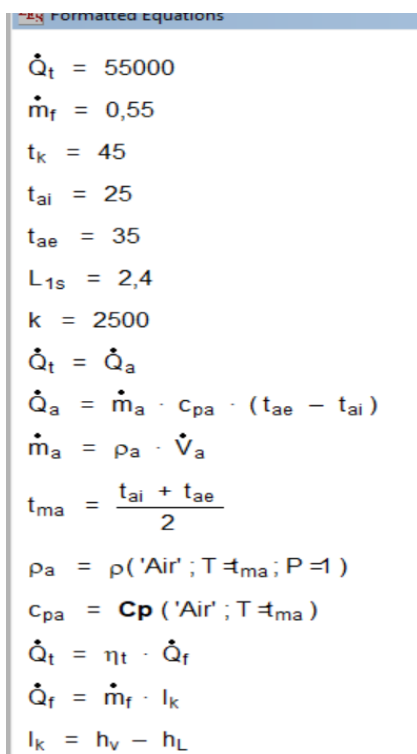 Formatted Equations
Q̇t = 55000
ṁf = 0,55
tk = 45
tai = 25
tae = 35
L1s = 2,4
k = 2500
Q̇t = Q̇a
Q̇a = ṁa · cpa · (tae − tai)
ṁa = ρa · V̇a
tma = (tai + tae) / 2
ρa = ρ('Air' ; T=tma ; P=1)
cpa = Cp ('Air' ; T=tma)
Q̇t = ηt · Q̇f
Q̇f = ṁf · lk
lk = hv − hL